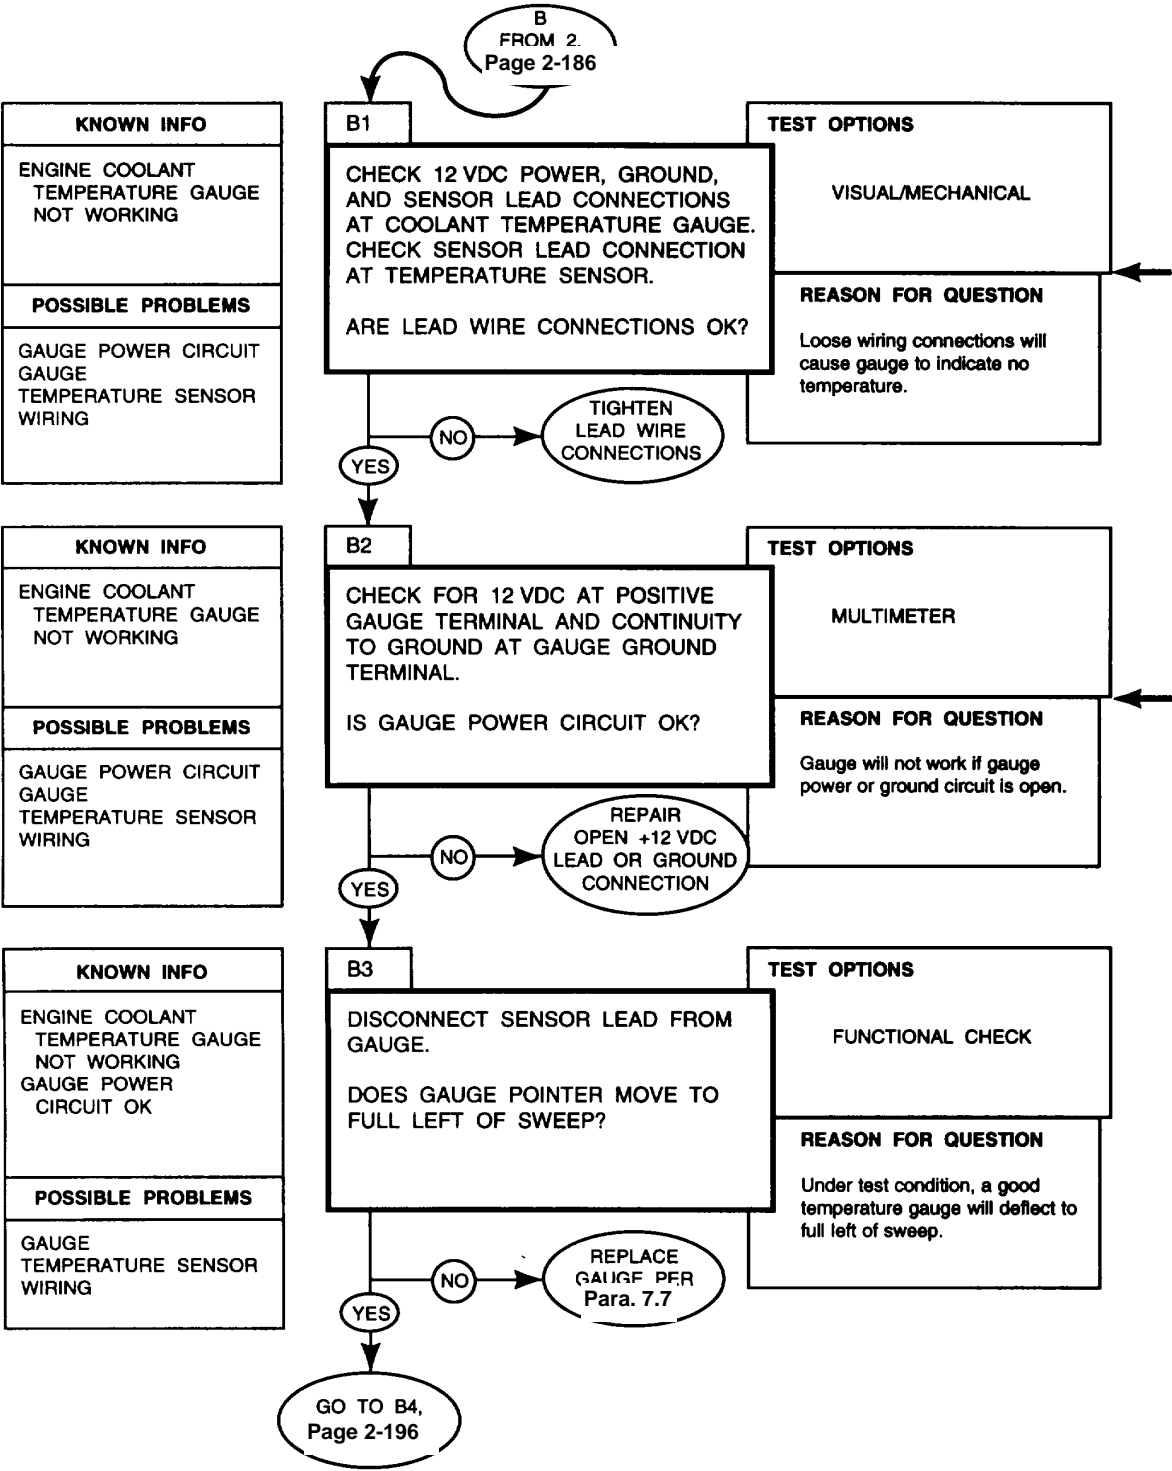 B
FROM 2,
Page 2-186
KNOWN INFO
ENGINE COOLANT
TEMPERATURE GAUGE
NOT WORKING
POSSIBLE PROBLEMS
GAUGE POWER CIRCUIT
GAUGE
TEMPERATURE SENSOR
WIRING
B1
CHECK 12 VDC POWER, GROUND,
AND SENSOR LEAD CONNECTIONS
AT COOLANT TEMPERATURE GAUGE.
CHECK SENSOR LEAD CONNECTION
AT TEMPERATURE SENSOR.
ARE LEAD WIRE CONNECTIONS OK?
TEST OPTIONS
VISUAL/MECHANICAL
REASON FOR QUESTION
Loose wiring connections will
cause gauge to indicate no
temperature.
NO
TIGHTEN
LEAD WIRE
CONNECTIONS
YES
KNOWN INFO
ENGINE COOLANT
TEMPERATURE GAUGE
NOT WORKING
POSSIBLE PROBLEMS
GAUGE POWER CIRCUIT
GAUGE
TEMPERATURE SENSOR
WIRING
B2
CHECK FOR 12 VDC AT POSITIVE
GAUGE TERMINAL AND CONTINUITY
TO GROUND AT GAUGE GROUND
TERMINAL.
IS GAUGE POWER CIRCUIT OK?
TEST OPTIONS
MULTIMETER
REASON FOR QUESTION
Gauge will not work if gauge
power or ground circuit is open.
NO
REPAIR
OPEN +12 VDC
LEAD OR GROUND
CONNECTION
YES
KNOWN INFO
ENGINE COOLANT
TEMPERATURE GAUGE
NOT WORKING
GAUGE POWER
CIRCUIT OK
POSSIBLE PROBLEMS
GAUGE
TEMPERATURE SENSOR
WIRING
B3
DISCONNECT SENSOR LEAD FROM
GAUGE.
DOES GAUGE POINTER MOVE TO
FULL LEFT OF SWEEP?
TEST OPTIONS
FUNCTIONAL CHECK
REASON FOR QUESTION
Under test condition, a good
temperature gauge will deflect to
full left of sweep.
NO
REPLACE
GAUGE PER
Para. 7.7
YES
GO TO B4,
Page 2-196